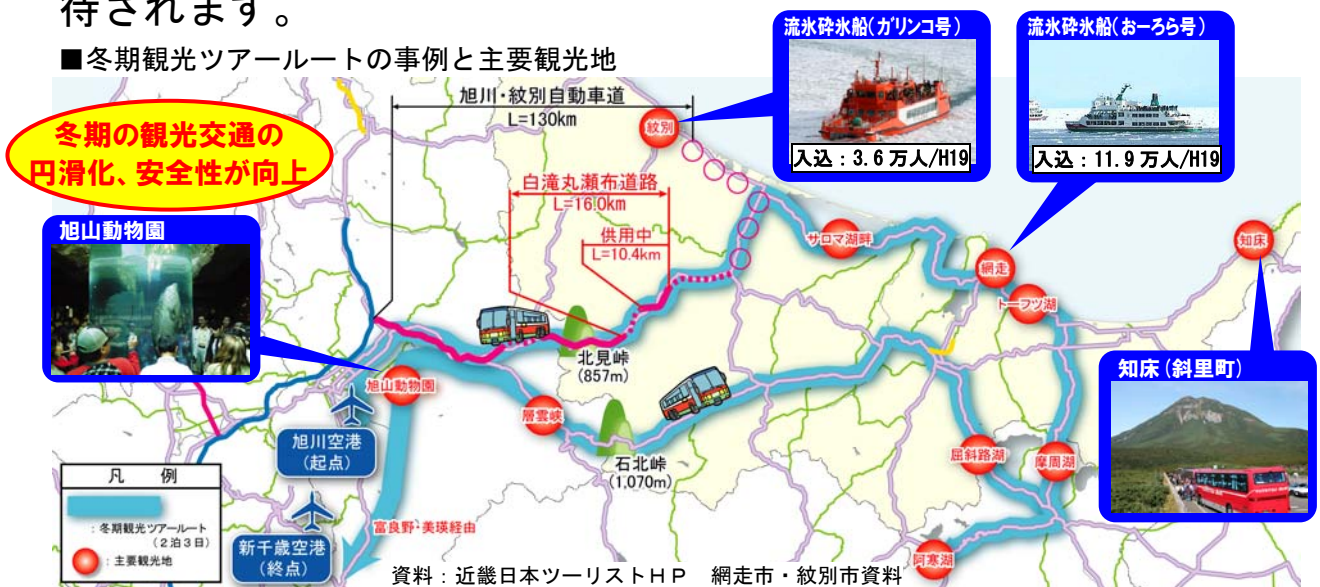 待されます。
■冬期観光ツアールートの事例と主要観光地
流氷砕氷船(ガリンコ号)
入込：3.6万人/H19
流氷砕氷船(おーろら号)
入込：11.9万人/H19
冬期の観光交通の
円滑化、安全性が向上
旭川・紋別自動車道
L=130km
紋別
白滝丸瀬布道路
L=16.0km
供用中
L=10.4km
サロマ湖畔
網走
トーフツ湖
知床
旭山動物園
北見峠
(857m)
旭山動物園
層雲峡
石北峠
(1,070m)
屈斜路湖
摩周湖
阿寒湖
知床(斜里町)
旭川空港
(起点)
新千歳空港
(終点)
富良野・美瑛経由
凡　例
：冬期観光ツアールート
(２泊３日)
：主要観光地
資料：近畿日本ツーリストＨＰ　網走市・紋別市資料